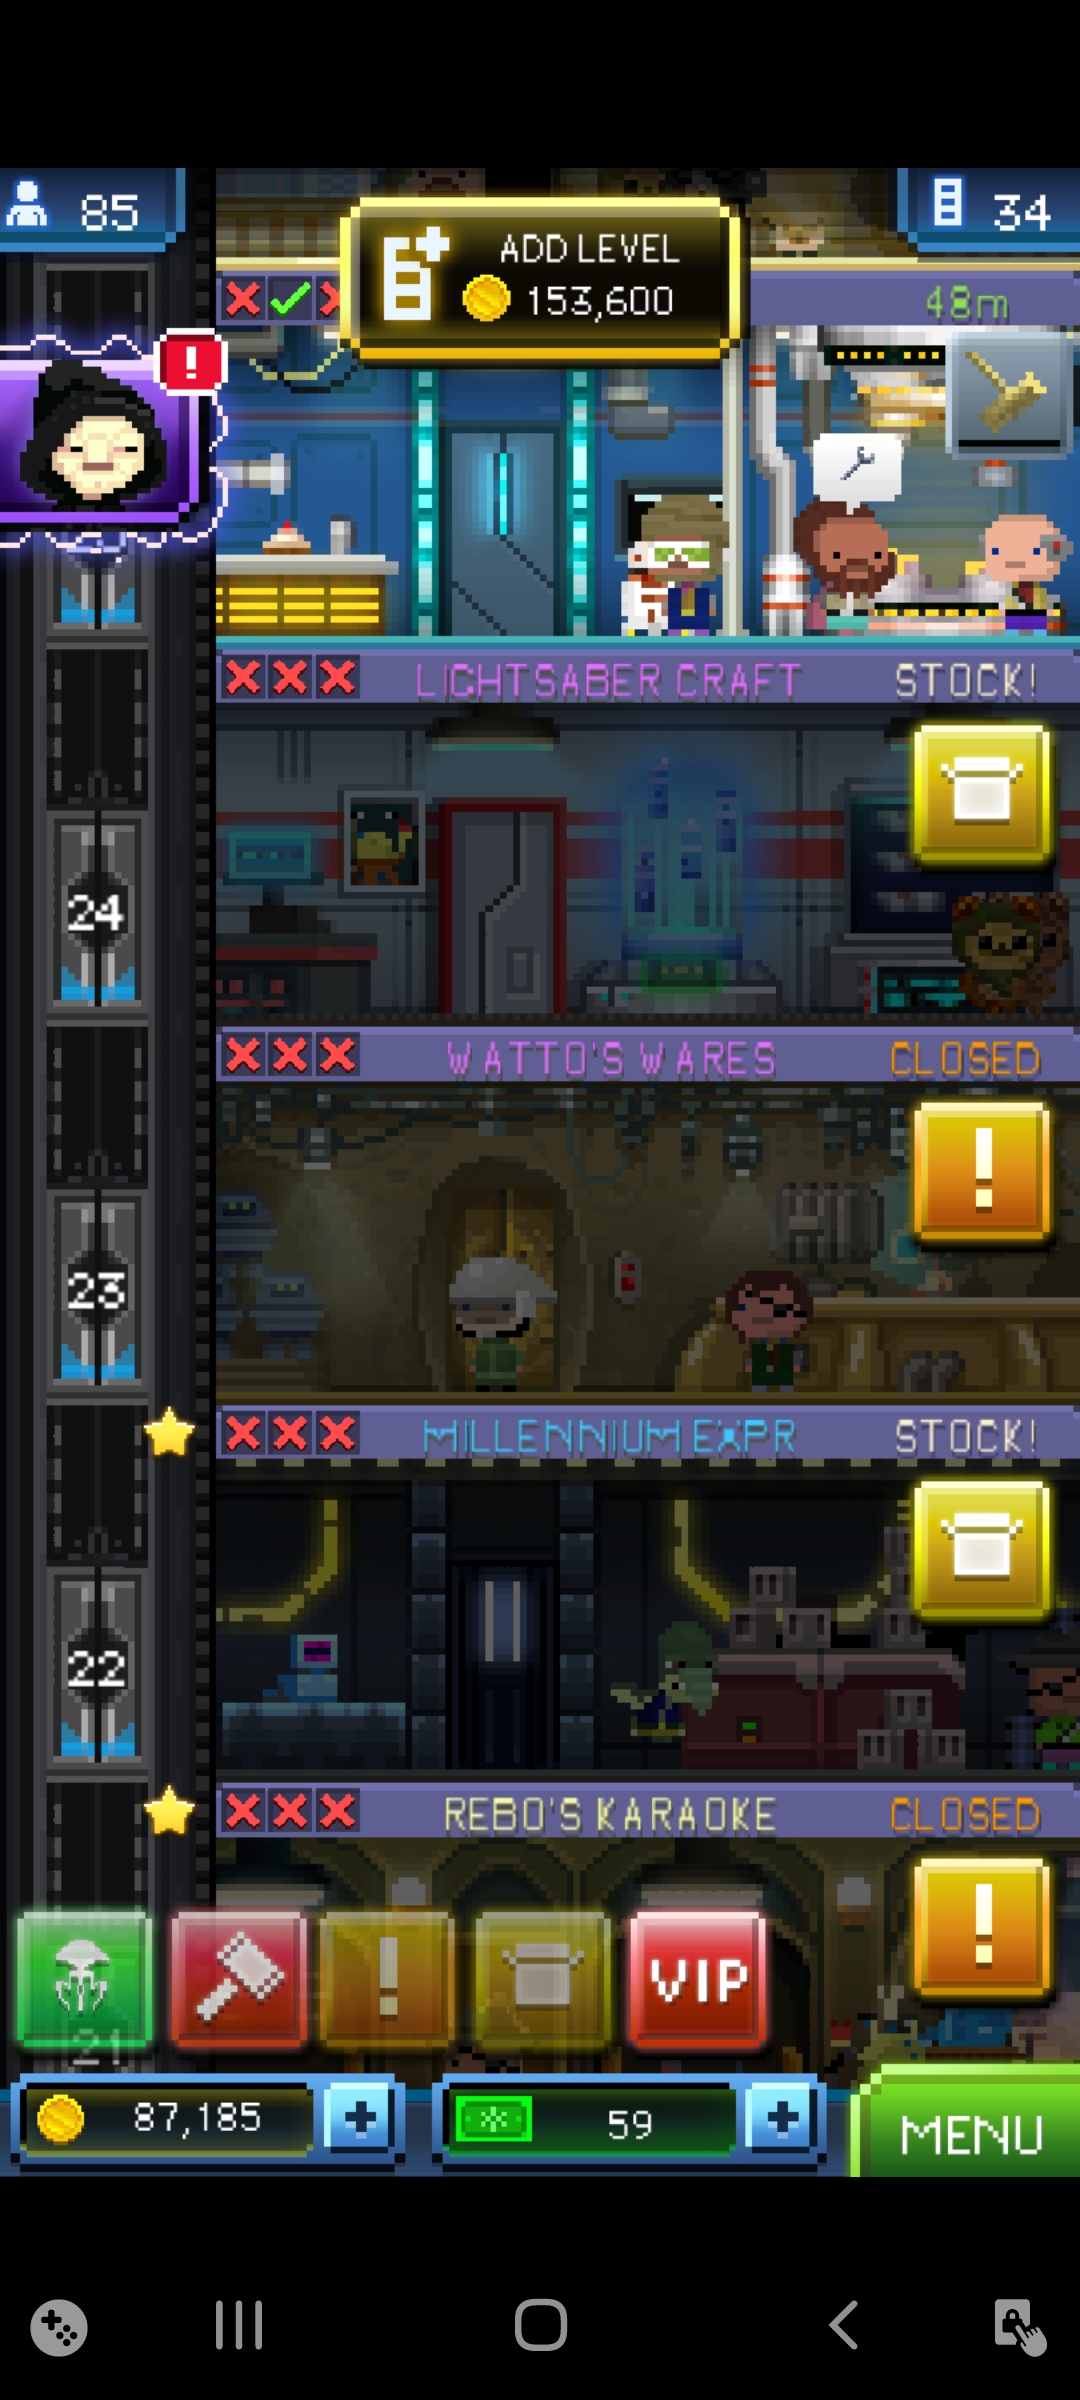 85
34
ADD LEVEL
153,600
48m
LIGHTSABER CRAFT
STOCK!
24
WATTO'S WARES
CLOSED
23
MILLENNIUM EXPR
STOCK!
22
REBO'S KARAOKE
CLOSED
VIP
21
87,185
59
MENU